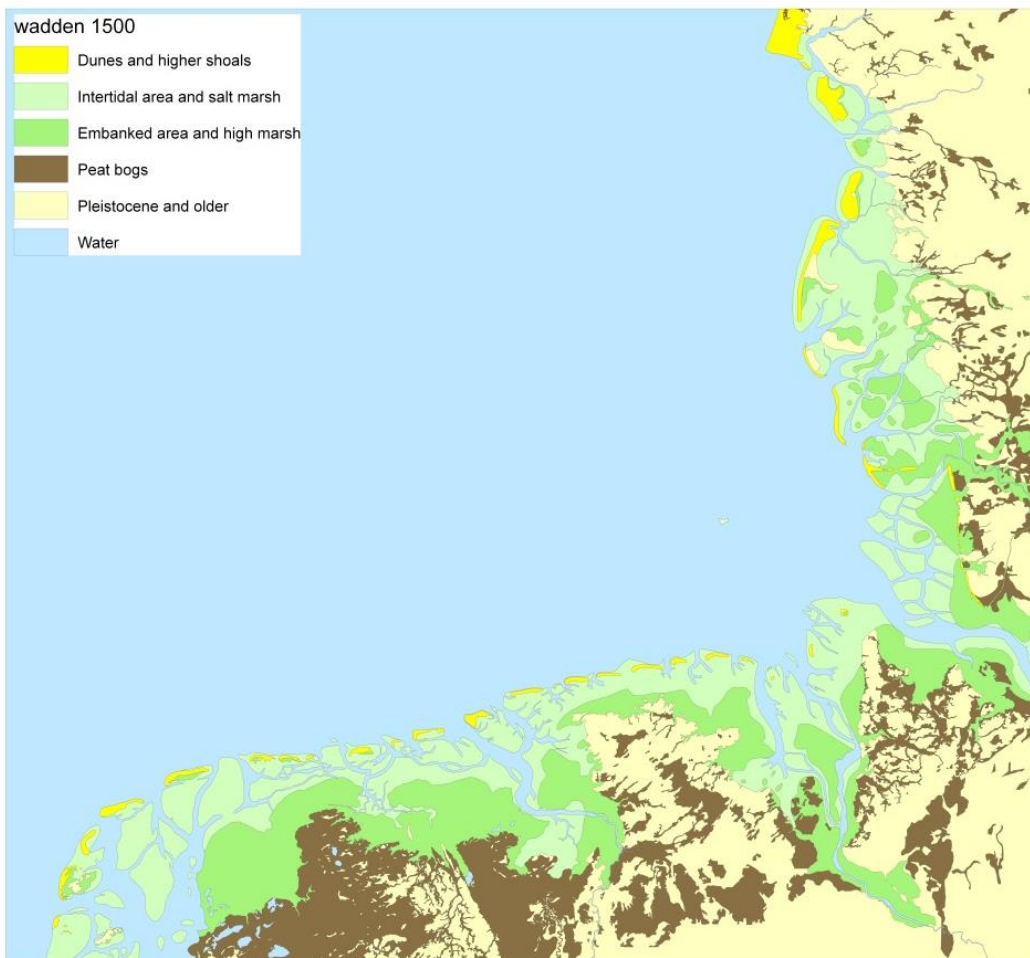 wadden 1500
Dunes and higher shoals
Intertidal area and salt marsh
Embanked area and high marsh
Peat bogs
Pleistocene and older
Water